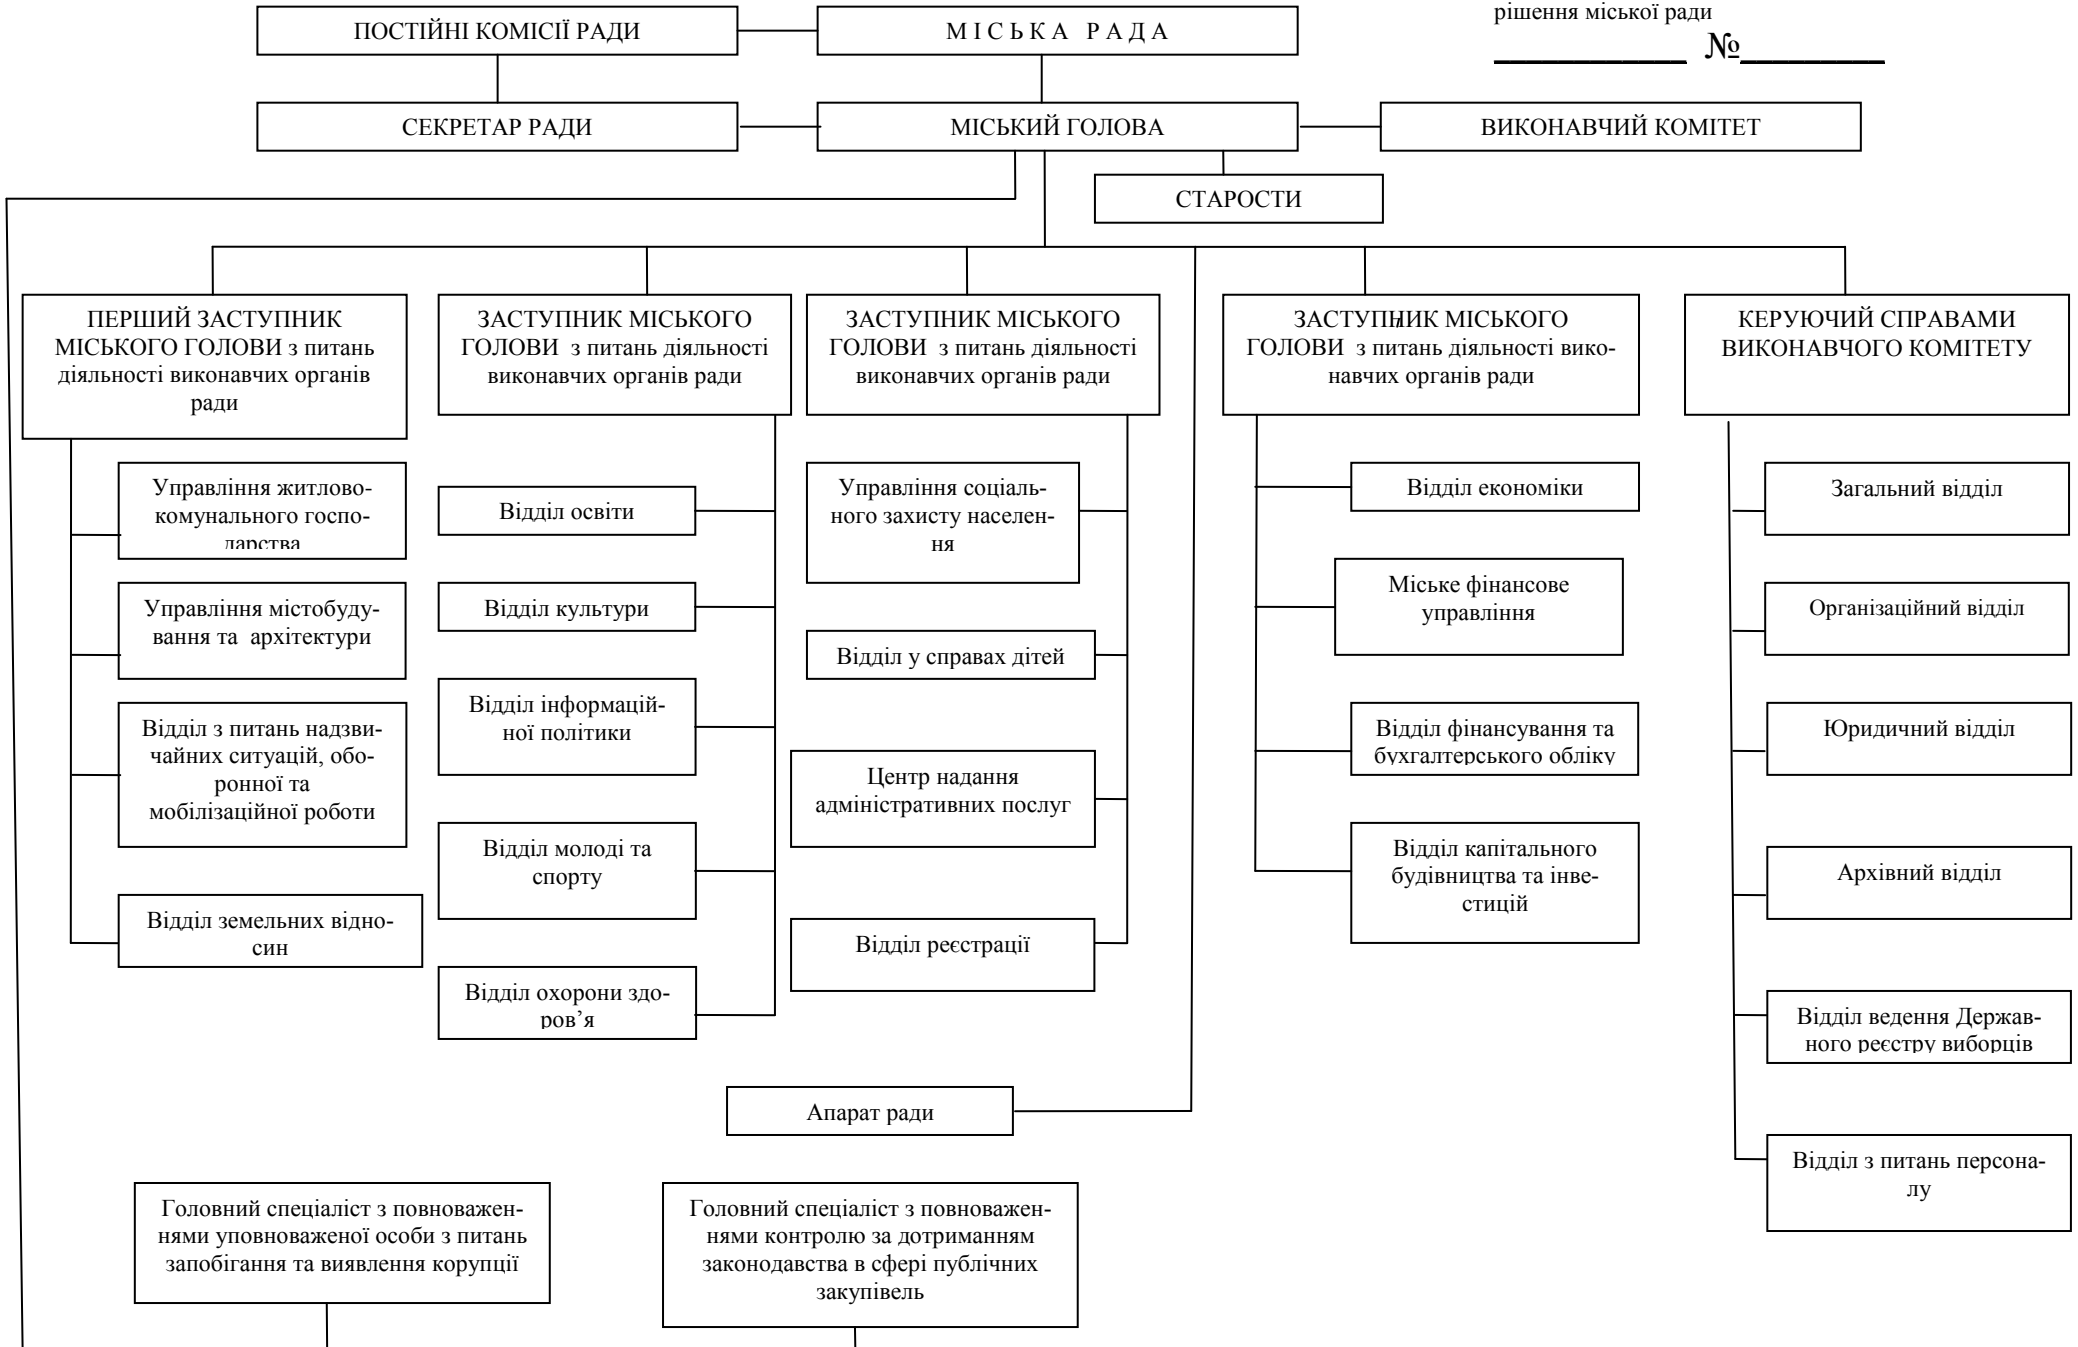 рішення міської ради
№
ПОСТІЙНІ КОМІСІЇ РАДИ
М І С Ь К А Р А Д А
СЕКРЕТАР РАДИ
МІСЬКИЙ ГОЛОВА
ВИКОНАВЧИЙ КОМІТЕТ
СТАРОСТИ
ПЕРШИЙ ЗАСТУПНИК
МІСЬКОГО ГОЛОВИ з питань
діяльності виконавчих органів
ради
ЗАСТУПНИК МІСЬКОГО
ГОЛОВИ з питань діяльності
виконавчих органів ради
ЗАСТУПНИК МІСЬКОГО
ГОЛОВИ з питань діяльності
виконавчих органів ради
ЗАСТУПНИК МІСЬКОГО
ГОЛОВИ з питань діяльності вико-
навчих органів ради
КЕРУЮЧИЙ СПРАВАМИ
ВИКОНАВЧОГО КОМІТЕТУ
Управління житлово-
комунального госпо-
дарства
Управління містобуду-
вання та архітектури
Відділ з питань надзви-
чайних ситуацій, обо-
ронної та
мобілізаційної роботи
Відділ земельних відно-
син
Відділ освіти
Відділ культури
Відділ інформацій-
ної політики
Відділ молоді та
спорту
Відділ охорони здо-
ров’я
Управління соціаль-
ного захисту населен-
ня
Відділ у справах дітей
Центр надання
адміністративних послуг
Відділ реєстрації
Відділ економіки
Міське фінансове
управління
Відділ фінансування та
бухгалтерського обліку
Відділ капітального
будівництва та інве-
стицій
Загальний відділ
Організаційний відділ
Юридичний відділ
Архівний відділ
Відділ ведення Держав-
ного реєстру виборців
Відділ з питань персона-
лу
Апарат ради
Головний спеціаліст з повноважен-
нями уповноваженої особи з питань
запобігання та виявлення корупції
Головний спеціаліст з повноважен-
нями контролю за дотриманням
законодавства в сфері публічних
закупівель